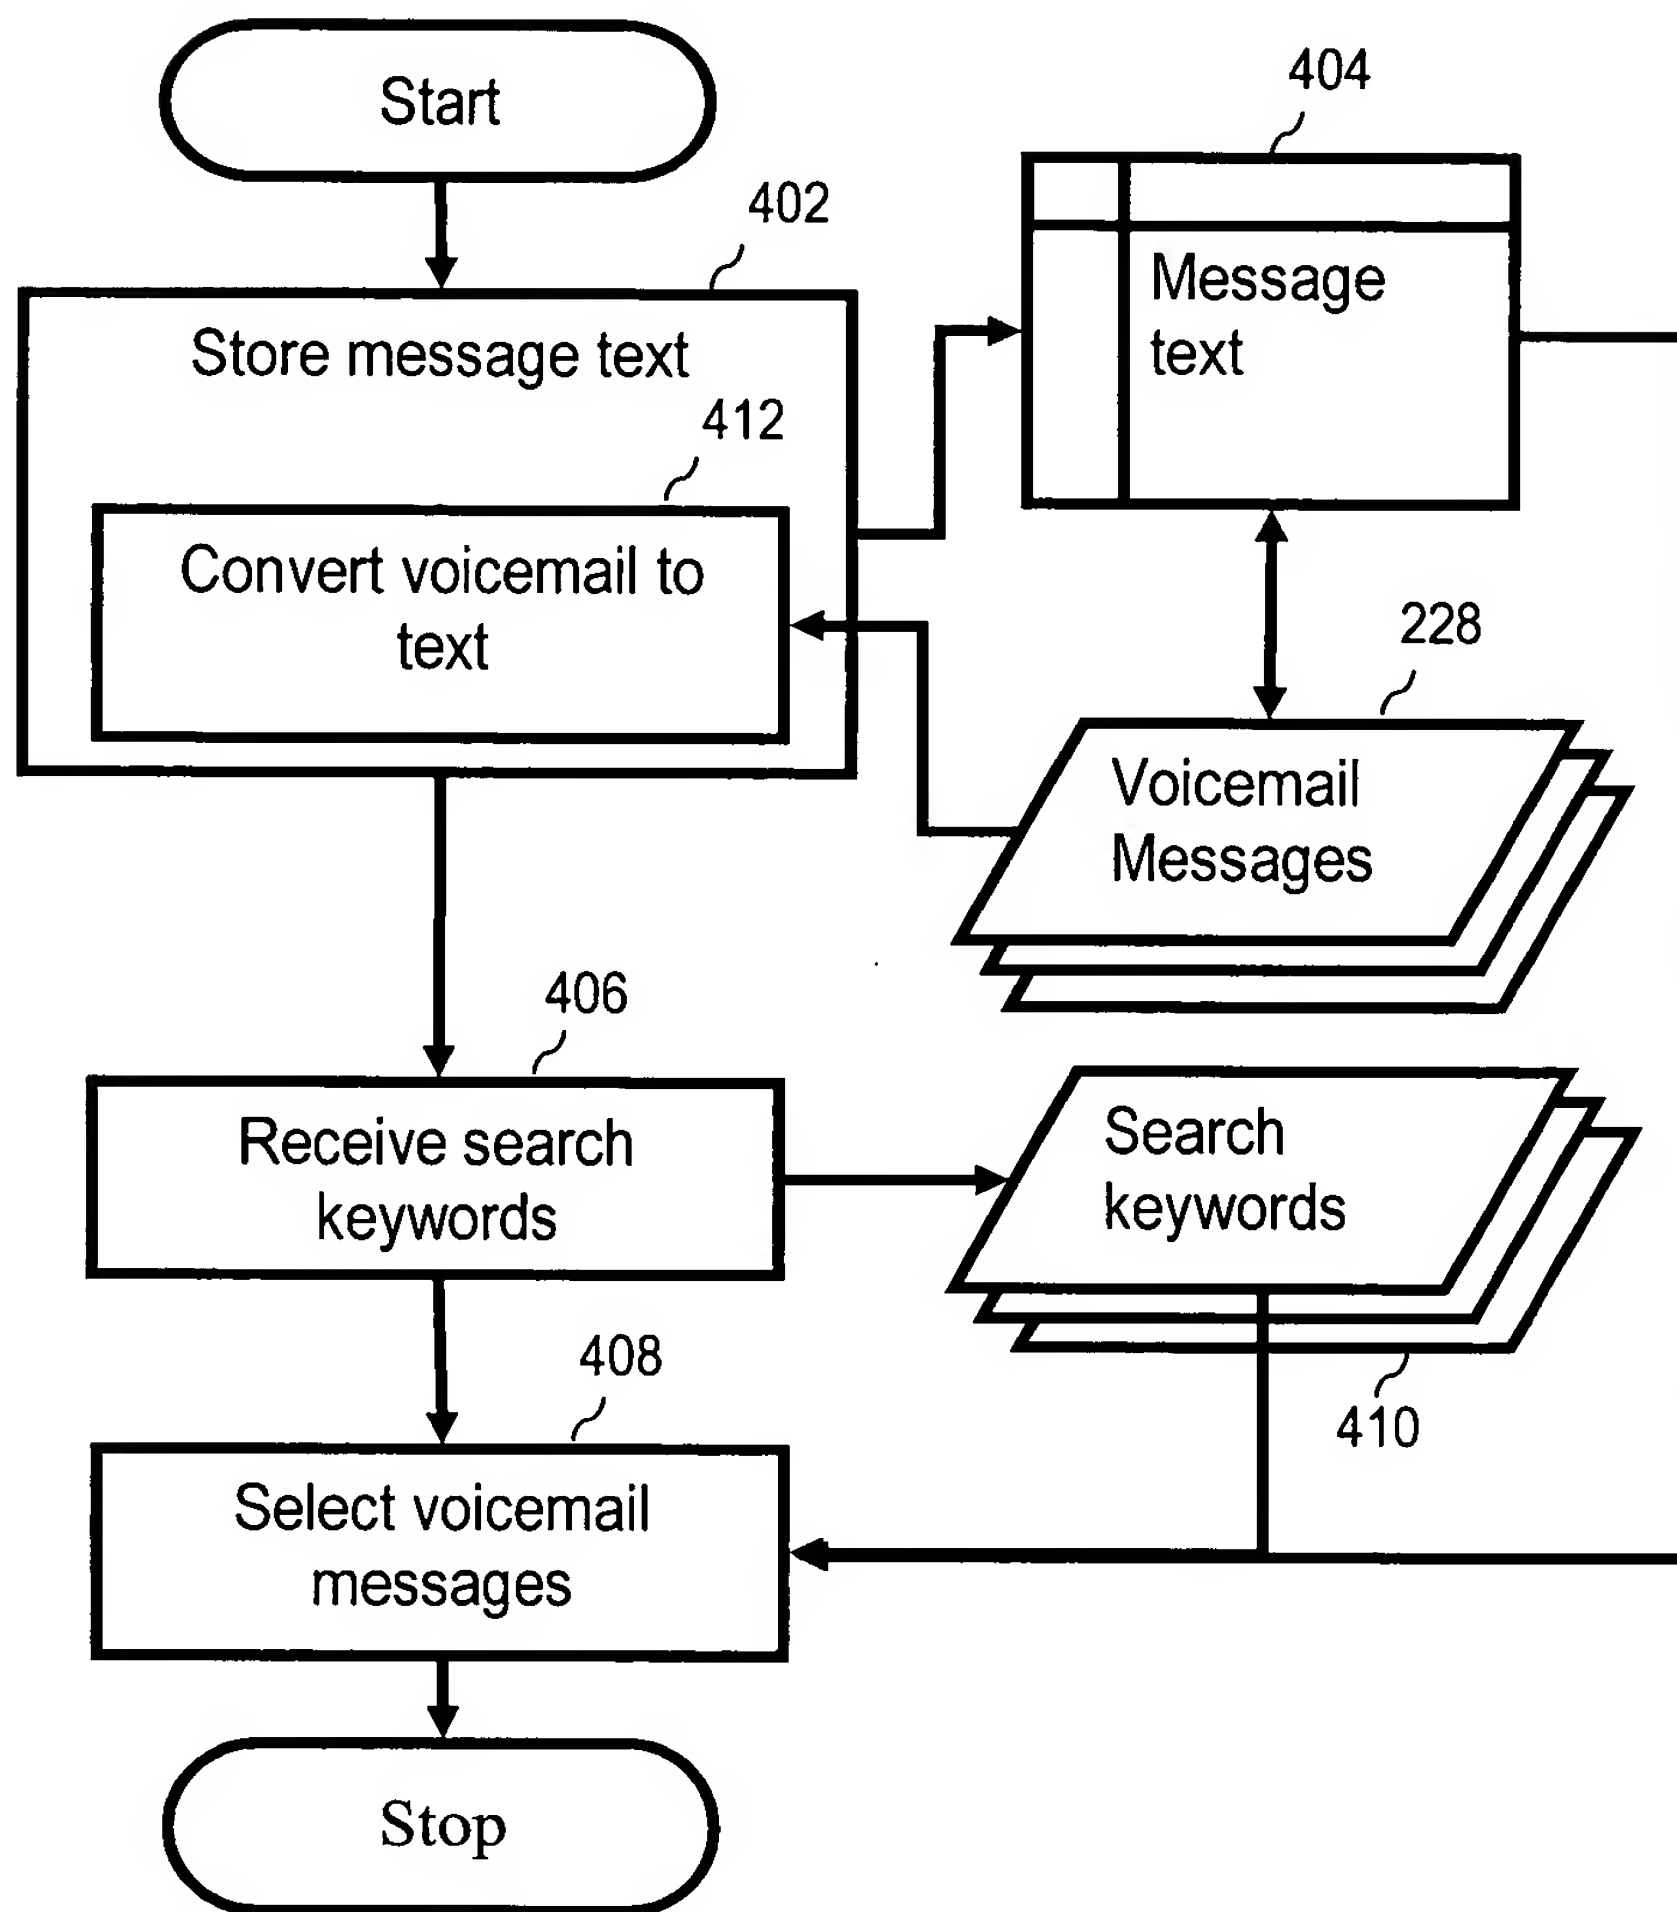 Start
404
402
Message
text
Store message text
412
Convert voicemail to
text
228
Voicemail
Messages
406
Receive search
keywords
Search
keywords
408
410
Select voicemail
messages
Stop